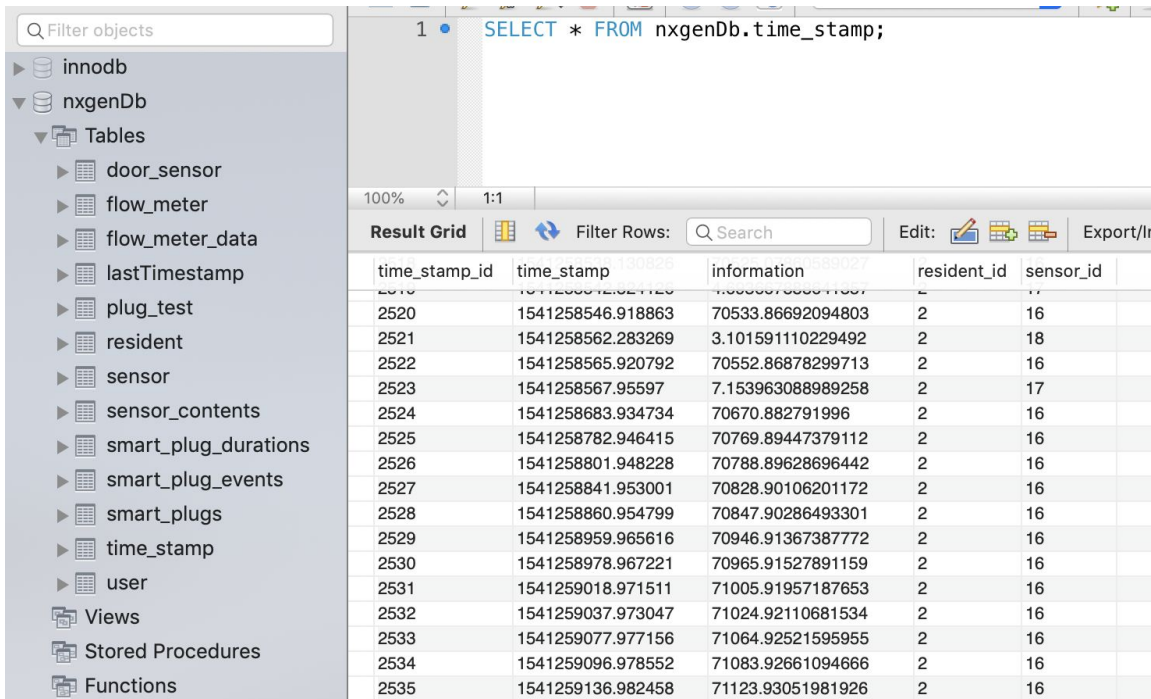 Filter objects
innodb
nxgenDb
Tables
door_sensor
flow_meter
flow_meter_data
lastTimestamp
plug_test
resident
sensor
sensor_contents
smart_plug_durations
smart_plug_events
smart_plugs
time_stamp
user
Views
Stored Procedures
Functions
1 SELECT * FROM nxgenDb.time_stamp;
100% 1:1
Result Grid Filter Rows: Search Edit: Export/
time_stamp_id time_stamp information resident_id sensor_id
2520 1541258546.918863 70533.86692094803 2 16
2521 1541258562.283269 3.101591110229492 2 18
2522 1541258565.920792 70552.86878299713 2 16
2523 1541258567.95597 7.153963088989258 2 17
2524 1541258683.934734 70670.882791996 2 16
2525 1541258782.946415 70769.89447379112 2 16
2526 1541258801.948228 70788.89628696442 2 16
2527 1541258841.953001 70828.90106201172 2 16
2528 1541258860.954799 70847.90286493301 2 16
2529 1541258959.965616 70946.91367387772 2 16
2530 1541258978.967221 70965.91527891159 2 16
2531 1541259018.971511 71005.91957187653 2 16
2532 1541259037.973047 71024.92110681534 2 16
2533 1541259077.977156 71064.92521595955 2 16
2534 1541259096.978552 71083.92661094666 2 16
2535 1541259136.982458 71123.93051981926 2 16